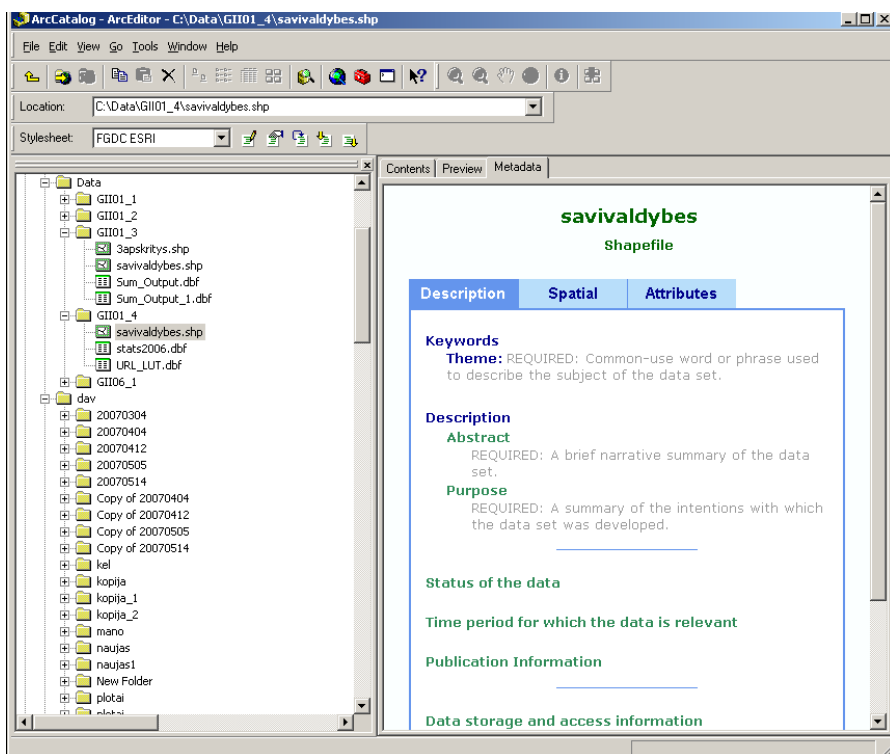 ArcCatalog - ArcEditor - C:\Data\GII01_4\savivaldybes.shp
File Edit View Go Tools Window Help
Location: C:\Data\GII01_4\savivaldybes.shp
Stylesheet: FGDC ESRI
Data
GII01_1
GII01_2
GII01_3
3apskritys.shp
savivaldybes.shp
Sum_Output.dbf
Sum_Output_1.dbf
GII01_4
savivaldybes.shp
stats2006.dbf
URL_LUT.dbf
GII06_1
dav
20070304
20070404
20070412
20070505
20070514
Copy of 20070404
Copy of 20070412
Copy of 20070505
Copy of 20070514
kel
kopija
kopija_1
kopija_2
mano
naujas
naujas1
New Folder
plotai
Contents Preview Metadata
savivaldybes
Shapefile
Description Spatial Attributes
Keywords
Theme: REQUIRED: Common-use word or phrase used
to describe the subject of the data set.
Description
Abstract
REQUIRED: A brief narrative summary of the data
set.
Purpose
REQUIRED: A summary of the intentions with which
the data set was developed.
Status of the data
Time period for which the data is relevant
Publication Information
Data storage and access information